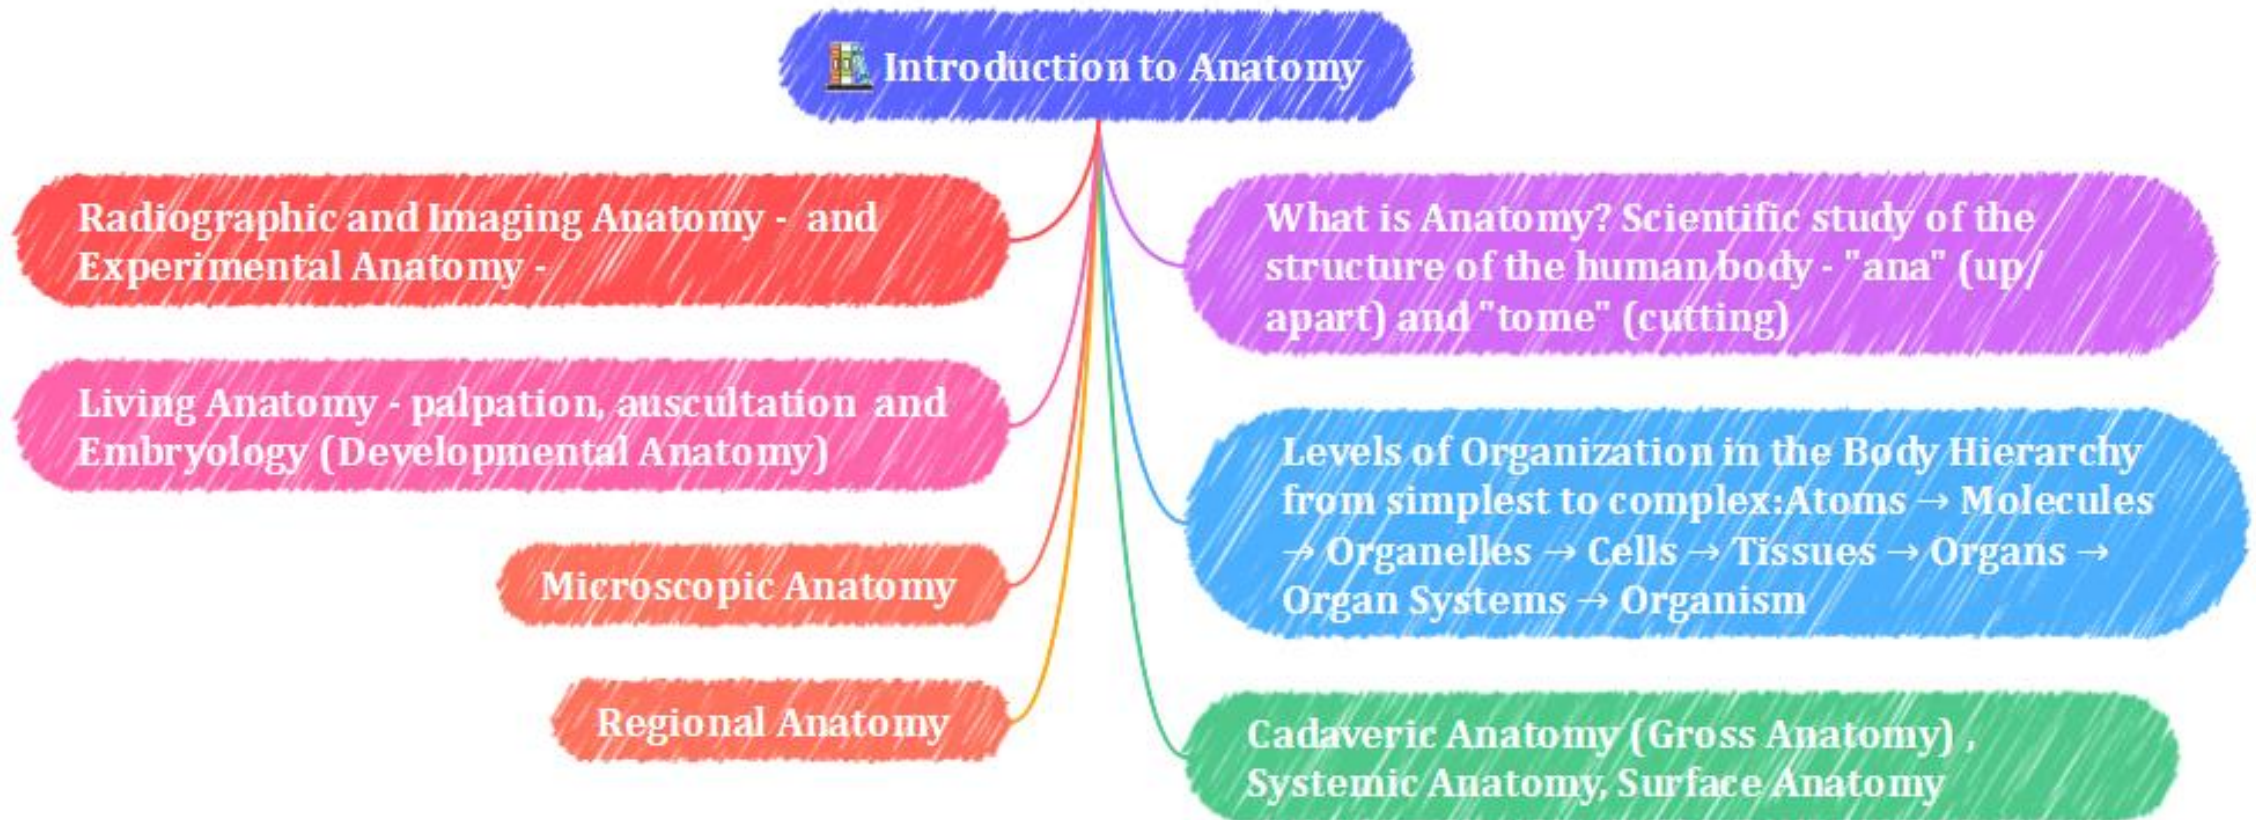 Introduction to Anatomy
Radiographic and Imaging Anatomy -  and
Experimental Anatomy -
Living Anatomy - palpation, auscultation  and
Embryology (Developmental Anatomy)
Microscopic Anatomy
Regional Anatomy
What is Anatomy? Scientific study of the
structure of the human body - "ana" (up/
apart) and "tome" (cutting)
Levels of Organization in the Body Hierarchy
from simplest to complex:Atoms → Molecules
→ Organelles → Cells → Tissues → Organs →
Organ Systems → Organism
Cadaveric Anatomy (Gross Anatomy) ,
Systemic Anatomy, Surface Anatomy